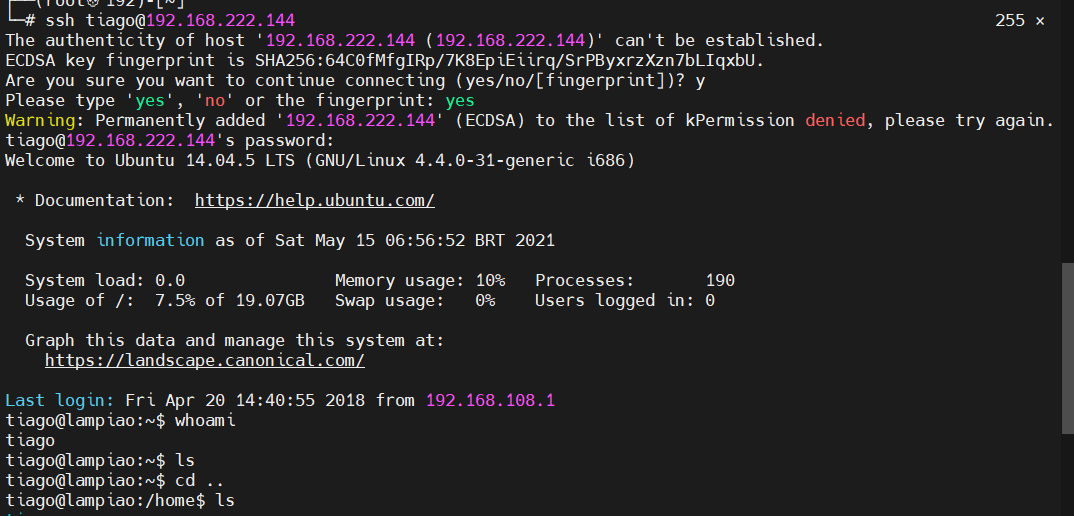 └─# ssh tiago@192.168.222.144 255 ×
The authenticity of host '192.168.222.144 (192.168.222.144)' can't be established.
ECDSA key fingerprint is SHA256:64C0fMfgIRp/7K8EpiEiirq/SrPByxrzXzn7bLIqxbU.
Are you sure you want to continue connecting (yes/no/[fingerprint])? y
Please type 'yes', 'no' or the fingerprint: yes
Warning: Permanently added '192.168.222.144' (ECDSA) to the list of kPermission denied, please try again.
tiago@192.168.222.144's password:
Welcome to Ubuntu 14.04.5 LTS (GNU/Linux 4.4.0-31-generic i686)
* Documentation: https://help.ubuntu.com/
System information as of Sat May 15 06:56:52 BRT 2021
System load: 0.0 Memory usage: 10% Processes: 190
Usage of /: 7.5% of 19.07GB Swap usage: 0% Users logged in: 0
Graph this data and manage this system at:
https://landscape.canonical.com/
Last login: Fri Apr 20 14:40:55 2018 from 192.168.108.1
tiago@lampiao:~$ whoami
tiago
tiago@lampiao:~$ ls
tiago@lampiao:~$ cd ..
tiago@lampiao:/home$ ls